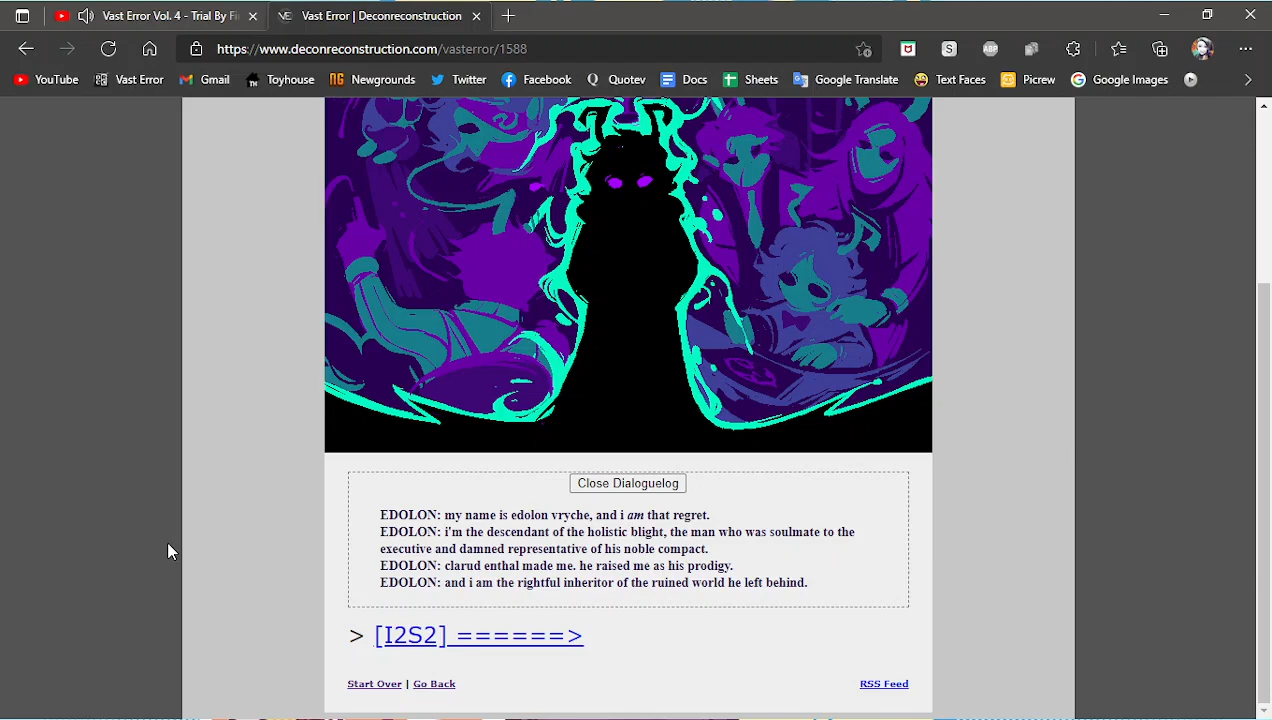 Vast Error Vol. 4 - Trial By Fi
Vast Error | Deconreconstruction
https://www.deconreconstruction.com/vasterror/1588
S
ABP
YouTube
Vast Error
Gmail
Toyhouse
NG Newgrounds
Twitter
Facebook
Q Quotev
Docs
Sheets
Google Translate
Text Faces
Picrew
Google Images
Close Dialoguelog
EDOLON: my name is edolon vryche, and i am that regret.
EDOLON: i'm the descendant of the holistic blight, the man who was soulmate to the
executive and damned representative of his noble compact.
EDOLON: clarud enthal made me. he raised me as his prodigy.
EDOLON: and i am the rightful inheritor of the ruined world he left behind.
> [I2S2] ======>
Start Over | Go Back
RSS Feed